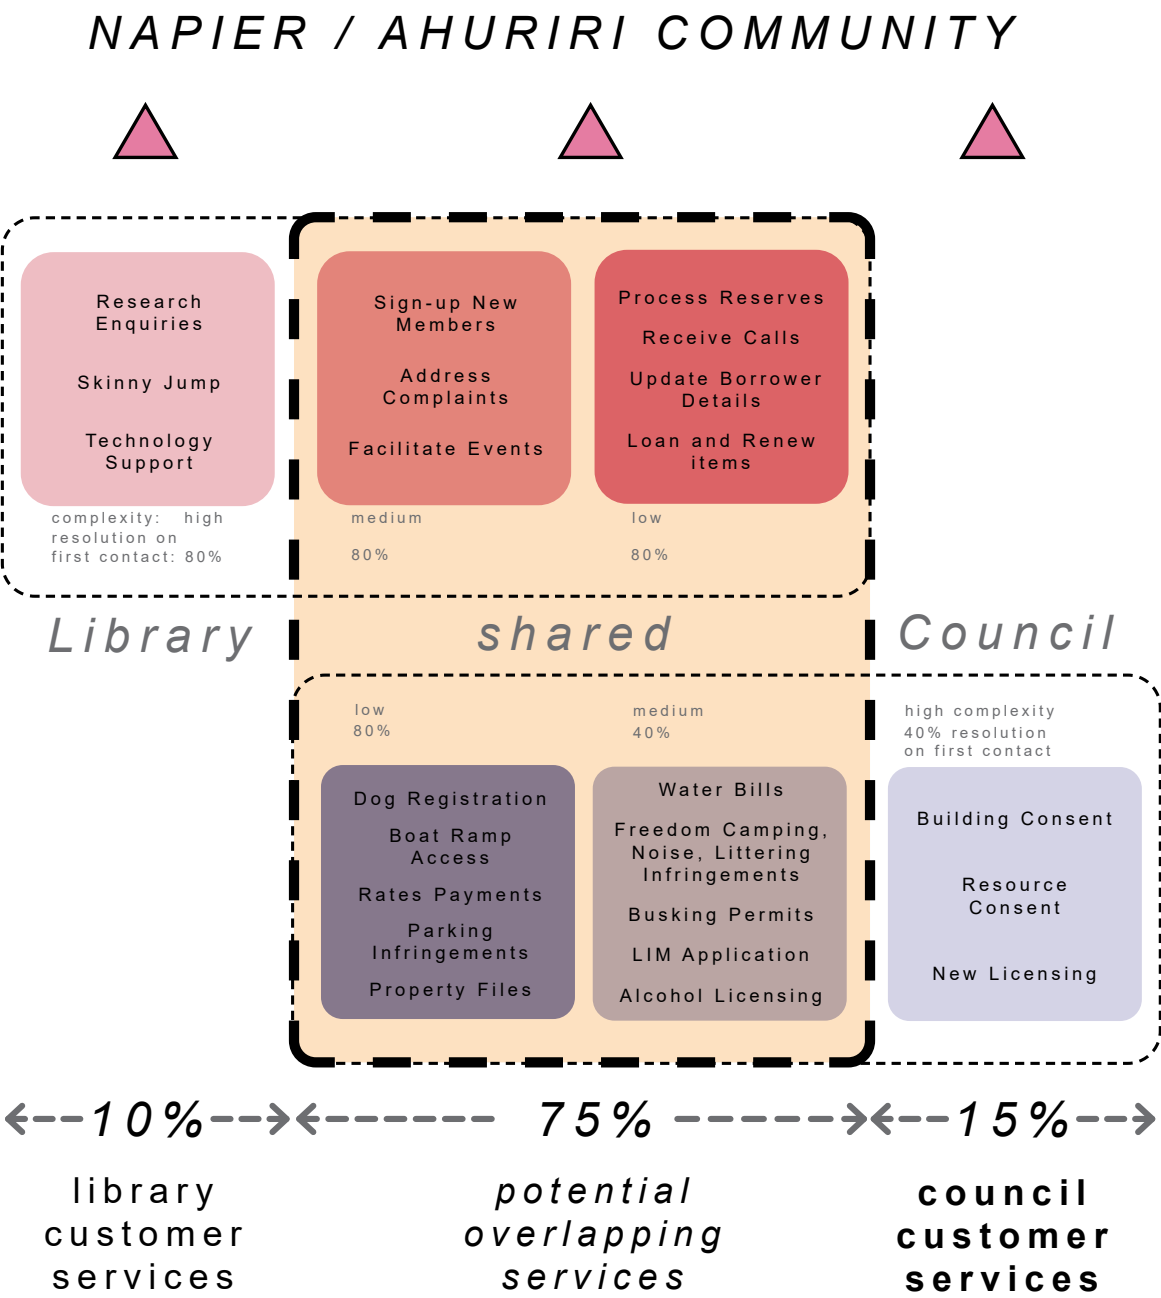 NAPIER / AHURIRI COMMUNITY
Research
Enquiries
Skinny Jump
Technology
Support
Sign-up New
Members
Address
Complaints
Facilitate Events
Process Reserves
Receive Calls
Update Borrower
Details
Loan and Renew
items
complexity: high
resolution on
first contact: 80%
medium
80%
low
80%
Library
shared
Council
low
80%
medium
40%
high complexity
40% resolution
on first contact
Dog Registration
Boat Ramp
Access
Rates Payments
Parking
Infringements
Property Files
Water Bills
Freedom Camping,
Noise, Littering
Infringements
Busking Permits
LIM Application
Alcohol Licensing
Building Consent
Resource
Consent
New Licensing
10%
75%
15%
library
customer
services
potential
overlapping
services
council
customer
services